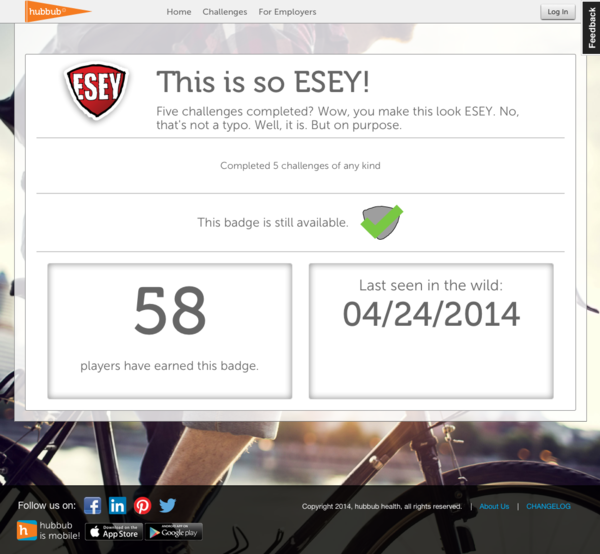 hubbub
Home Challenges For Employers Log In
Feedback
ESEY
This is so ESEY!
Five challenges completed? Wow, you make this look ESEY. No,
that's not a typo. Well, it is. But on purpose.
Completed 5 challenges of any kind
This badge is still available.
58
players have earned this badge.
Last seen in the wild:
04/24/2014
Follow us on:
Copyright 2014, hubbub health, all rights reserved. | About Us | CHANGELOG
h hubbub
is mobile!
Download on the
App Store
ANDROID APP ON
Google play